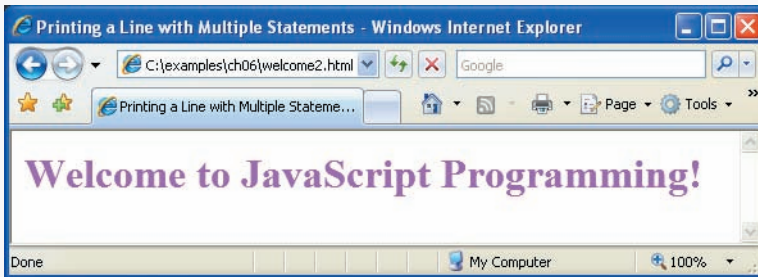 Printing a Line with Multiple Statements - Windows Internet Explorer
C:\examples\ch06\welcome2.html Google
Printing a Line with Multiple Stateme... Page Tools »
Welcome to JavaScript Programming!
Done My Computer 100%